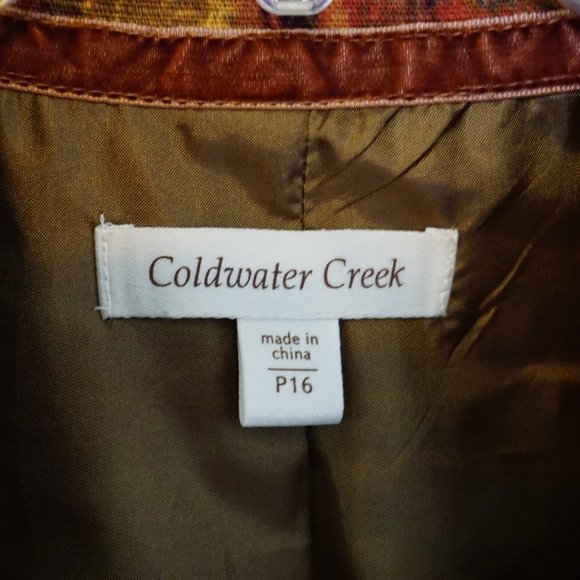 Coldwater Creek
made in
china
P16